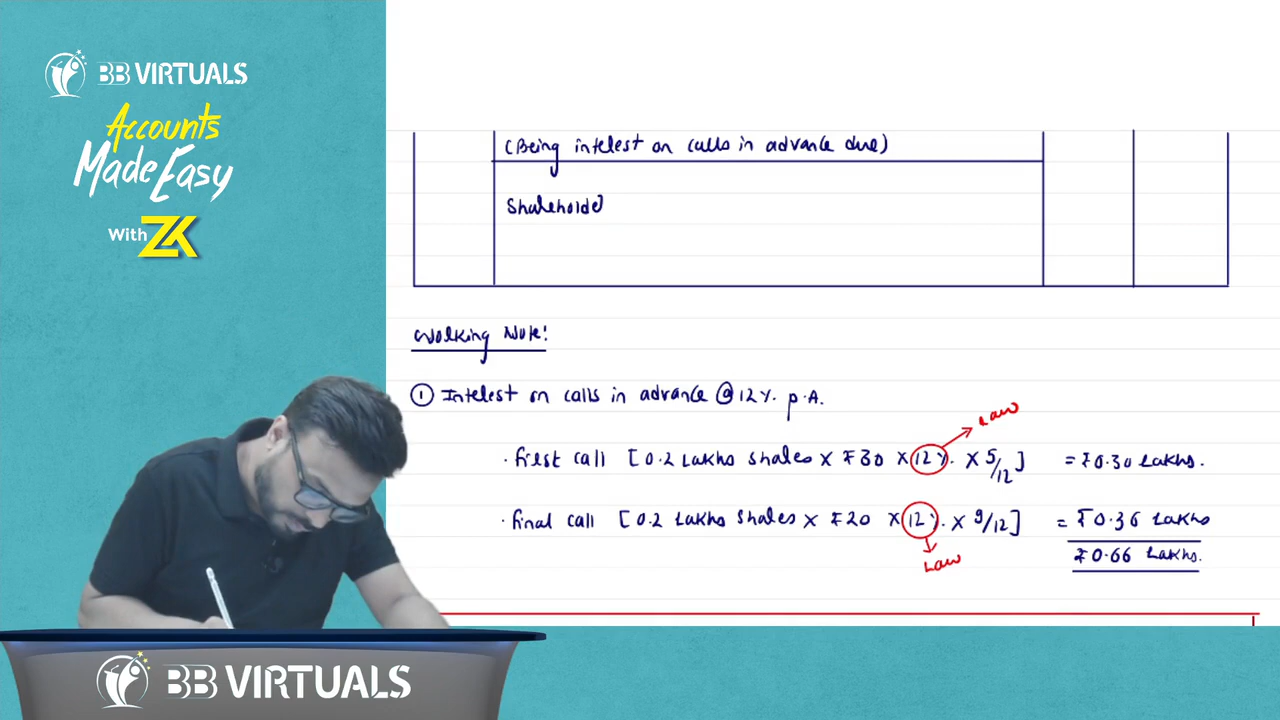 BB VIRTUALS
Accounts
Made Easy
With ZK
(Being interest on calls in advance due)
Shareholder
Working Note:
① Interest on calls in advance @ 12%. p.A.
Law
· first call [0.2 Lakhs shares × ₹30 × 12%. × 5/12] = ₹0.30 Lakhs.
· final call [0.2 Lakhs shares × ₹20 × 12%. × 9/12] = ₹0.36 Lakhs
₹0.66 Lakhs.
Law
BB VIRTUALS